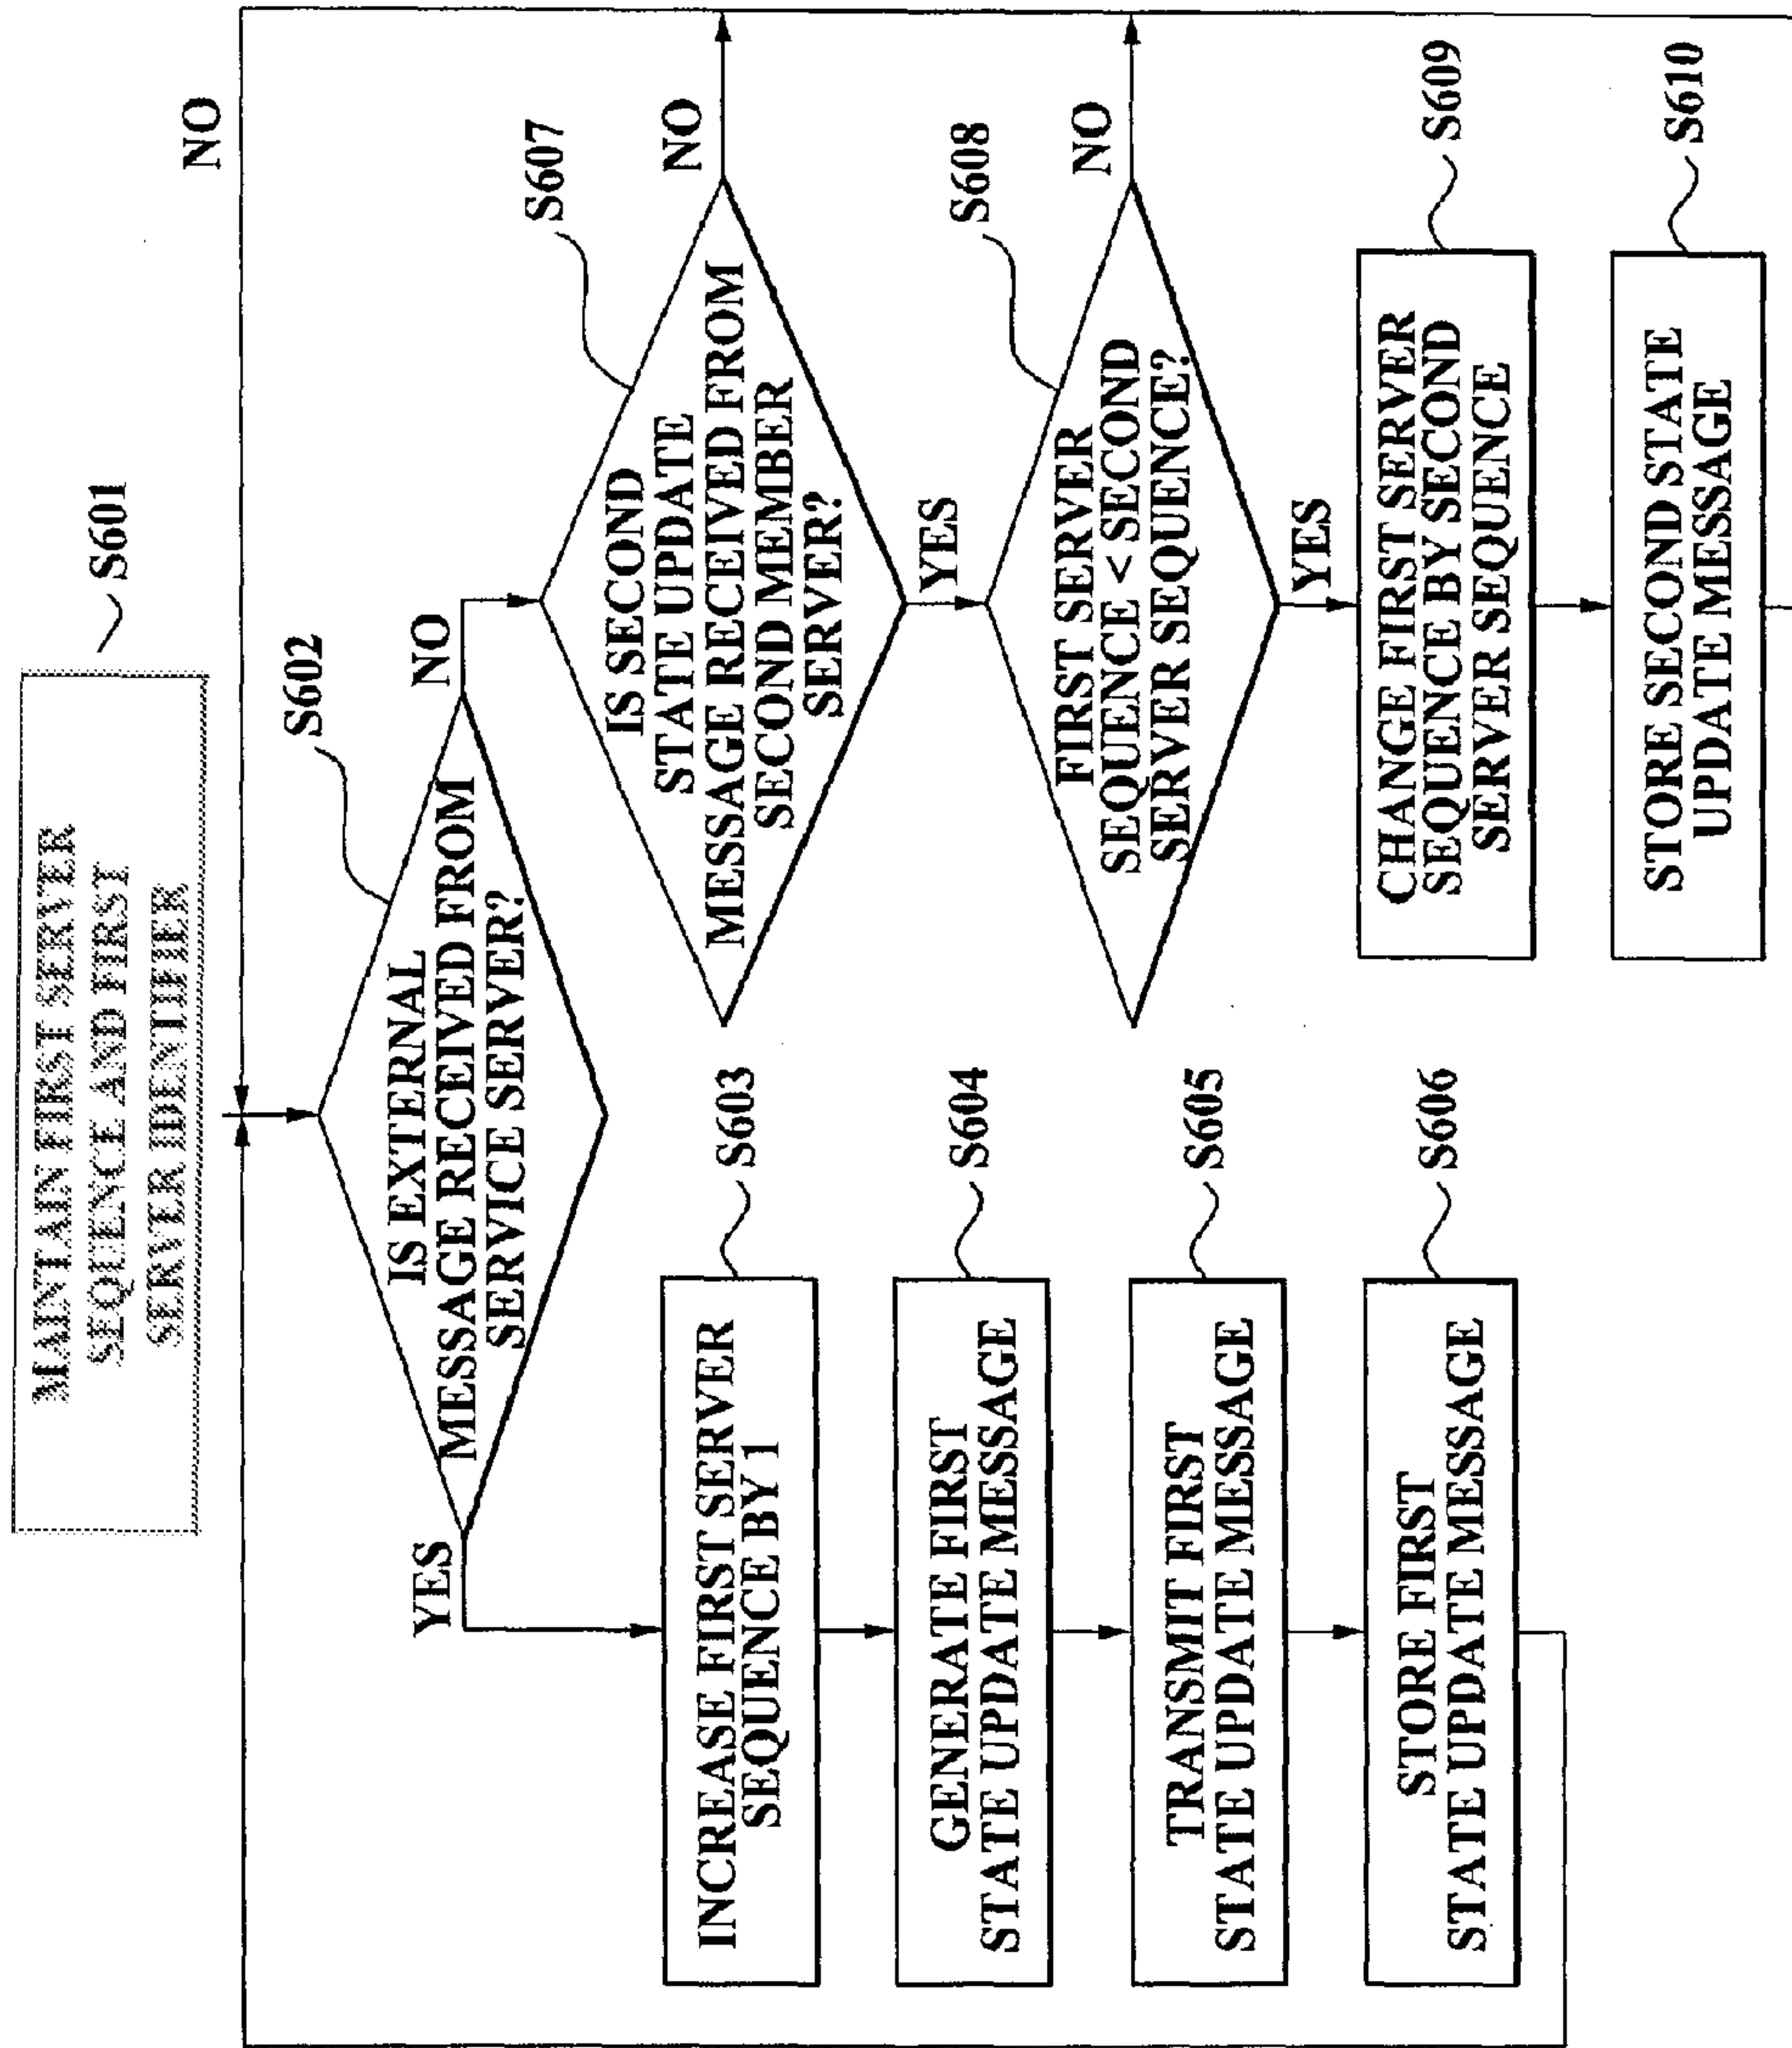 MAINTAIN FIRST SERVER
SEQUENCE AND FIRST
SERVER IDENTIFIER
S601
NO
IS EXTERNAL
MESSAGE RECEIVED FROM
SERVICE SERVER?
S602
YES
NO
INCREASE FIRST SERVER
SEQUENCE BY 1
S603
GENERATE FIRST
STATE UPDATE MESSAGE
S604
TRANSMIT FIRST
STATE UPDATE MESSAGE
S605
STORE FIRST
STATE UPDATE MESSAGE
S606
IS SECOND
STATE UPDATE
MESSAGE RECEIVED FROM
SECOND MEMBER
SERVER?
S607
NO
YES
FIRST SERVER
SEQUENCE < SECOND
SERVER SEQUENCE?
S608
NO
YES
CHANGE FIRST SERVER
SEQUENCE BY SECOND
SERVER SEQUENCE
S609
STORE SECOND STATE
UPDATE MESSAGE
S610